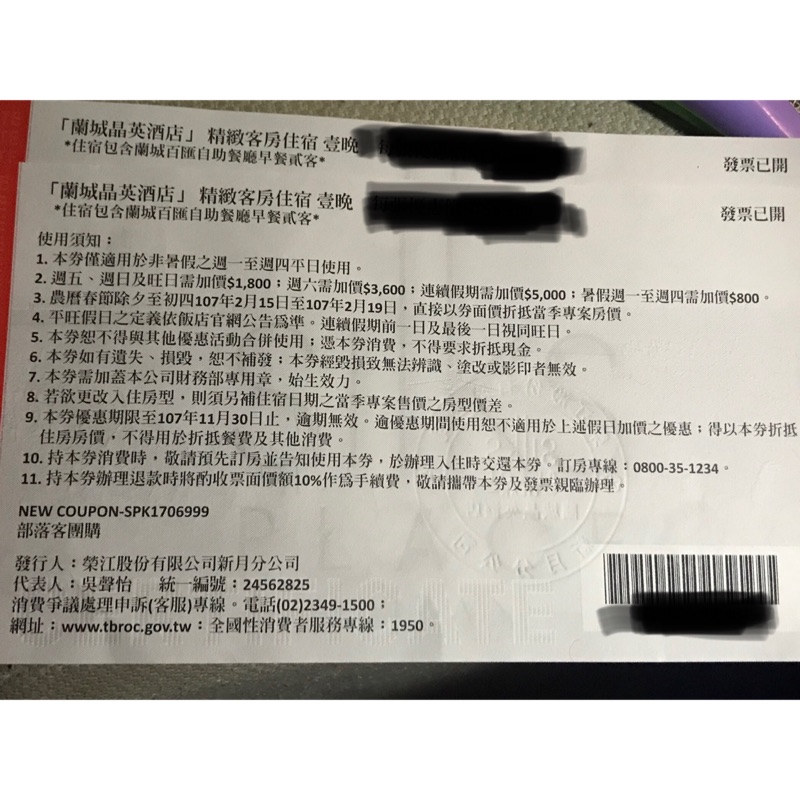 「蘭城晶英酒店」 精緻客房住宿 壹晚
*住宿包含蘭城百匯自助餐廳早餐貳客*
發票已開
「蘭城晶英酒店」 精緻客房住宿 壹晚
*住宿包含蘭城百匯自助餐廳早餐貳客*
發票已開
使用須知：
1. 本券僅適用於非暑假之週一至週四平日使用。
2. 週五、週日及旺日需加價$1,800；週六需加價$3,600；連續假期需加價$5,000；暑假週一至週四需加價$800。
3. 農曆春節除夕至初四107年2月15日至107年2月19日，直接以券面價折抵當季專案房價。
4. 平旺假日之定義依飯店官網公告為準。連續假期前一日及最後一日視同旺日。
5. 本券恕不得與其他優惠活動合併使用；憑本券消費，不得要求折抵現金。
6. 本券如有遺失、損毀，恕不補發；本券經毀損致無法辨識、塗改或影印者無效。
7. 本券需加蓋本公司財務部專用章，始生效力。
8. 若欲更改入住房型，則須另補住宿日期之當季專案售價之房型價差。
9. 本券優惠期限至107年11月30日止，逾期無效。逾優惠期間使用恕不適用於上述假日加價之優惠；得以本券折抵
住房房價，不得用於折抵餐費及其他消費。
10. 持本券消費時，敬請預先訂房並告知使用本券，於辦理入住時交還本券。訂房專線：0800-35-1234。
11. 持本券辦理退款時將酌收票面價額10%作為手續費，敬請攜帶本券及發票親臨辦理。
NEW COUPON-SPK1706999
部落客團購
發行人：榮江股份有限公司新月分公司
代表人：吳聲怡 統一編號：24562825
消費爭議處理申訴(客服)專線。電話(02)2349-1500；
網址：www.tbroc.gov.tw：全國性消費者服務專線：1950。